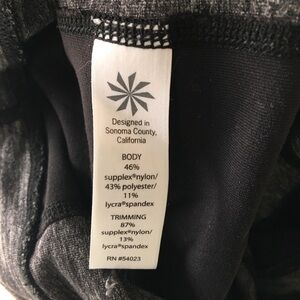 Designed in
Sonoma County,
California
BODY
46%
supplex®nylon/
43% polyester/
11%
lycra®spandex
TRIMMING
87%
supplex®nylon/
13%
lycra®spandex
RN #54023